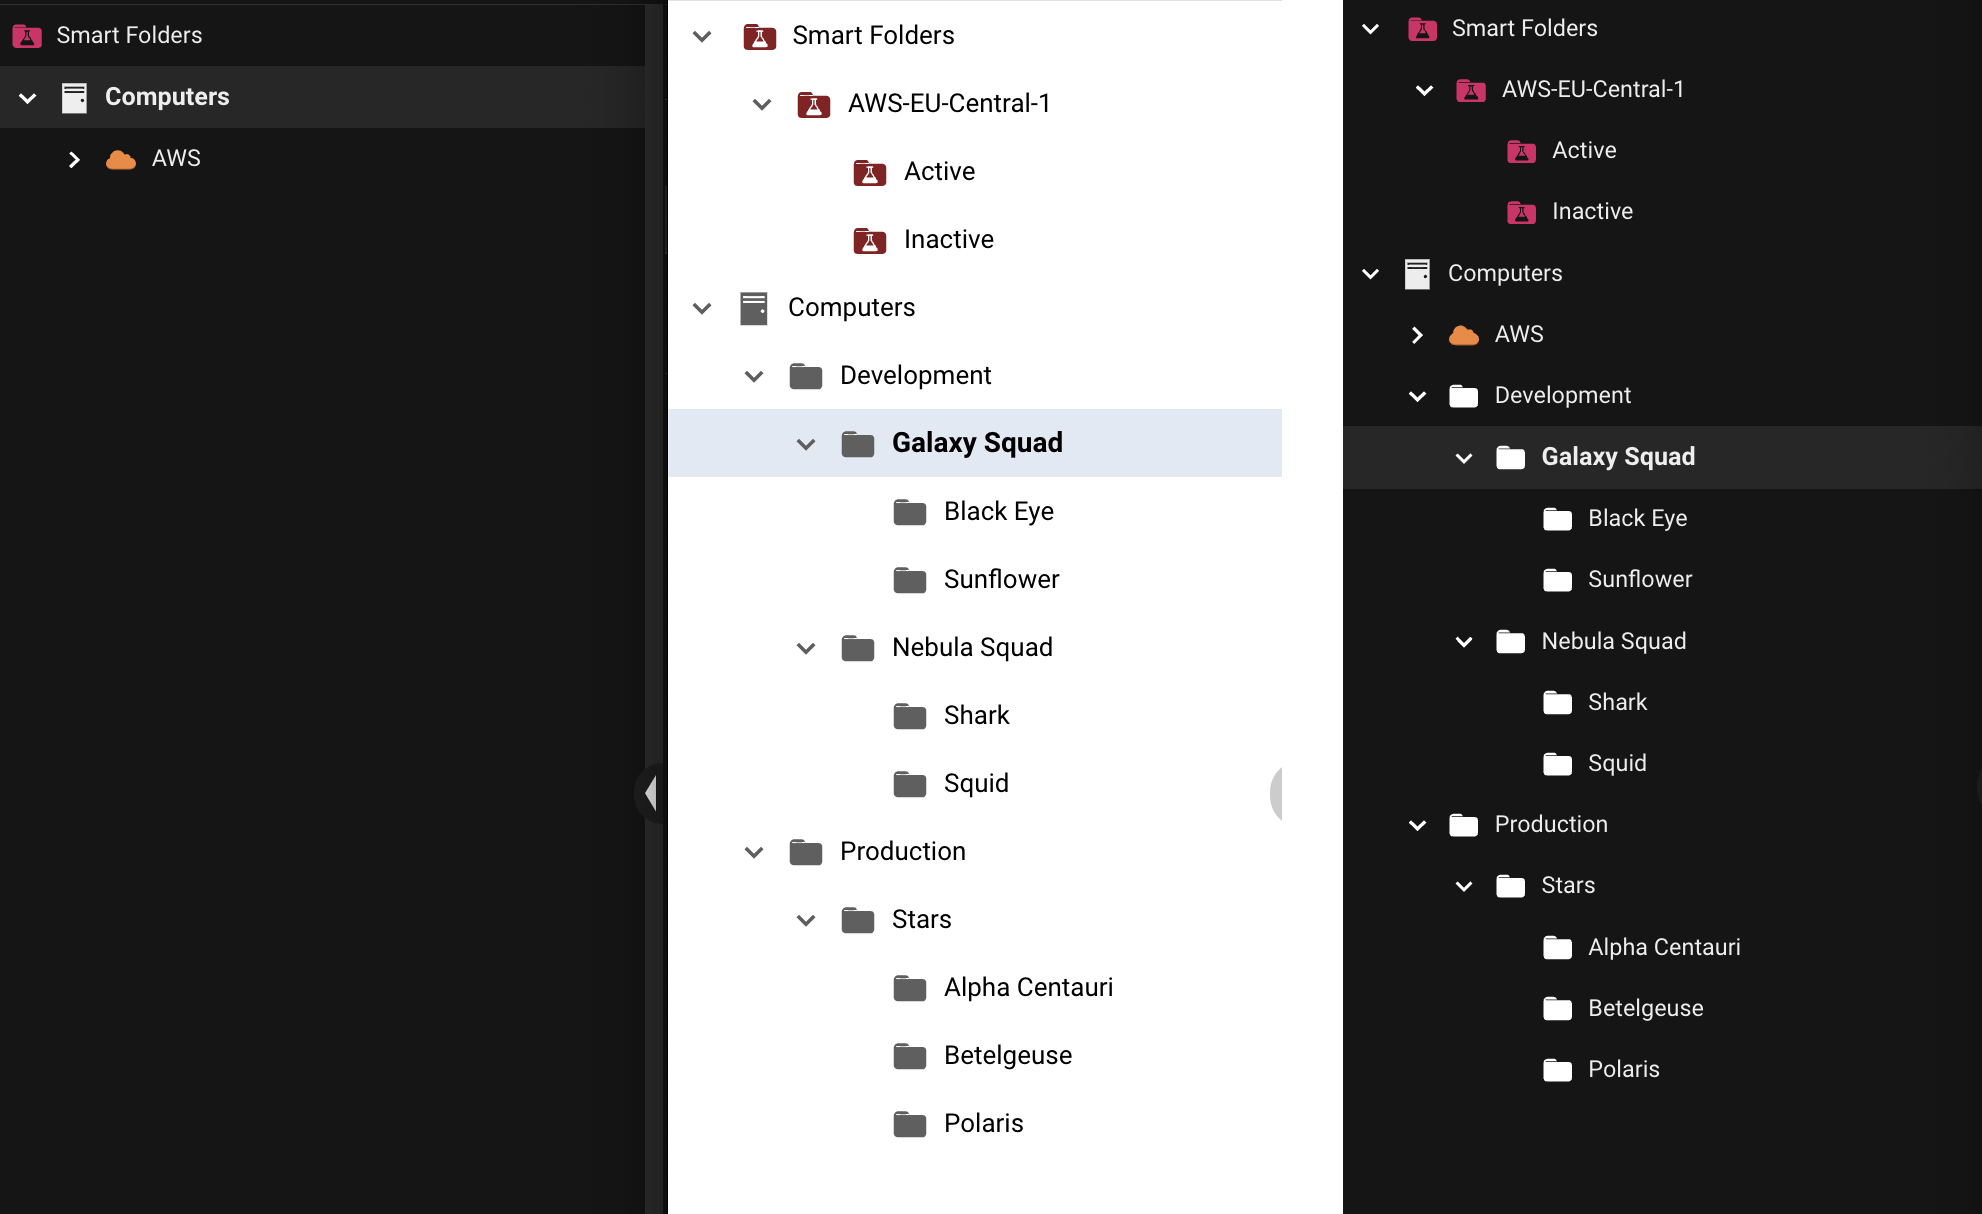 Smart Folders
Computers
AWS
Smart Folders
AWS-EU-Central-1
Active
Inactive
Computers
Development
Galaxy Squad
Black Eye
Sunflower
Nebula Squad
Shark
Squid
Production
Stars
Alpha Centauri
Betelgeuse
Polaris
Smart Folders
AWS-EU-Central-1
Active
Inactive
Computers
AWS
Development
Galaxy Squad
Black Eye
Sunflower
Nebula Squad
Shark
Squid
Production
Stars
Alpha Centauri
Betelgeuse
Polaris